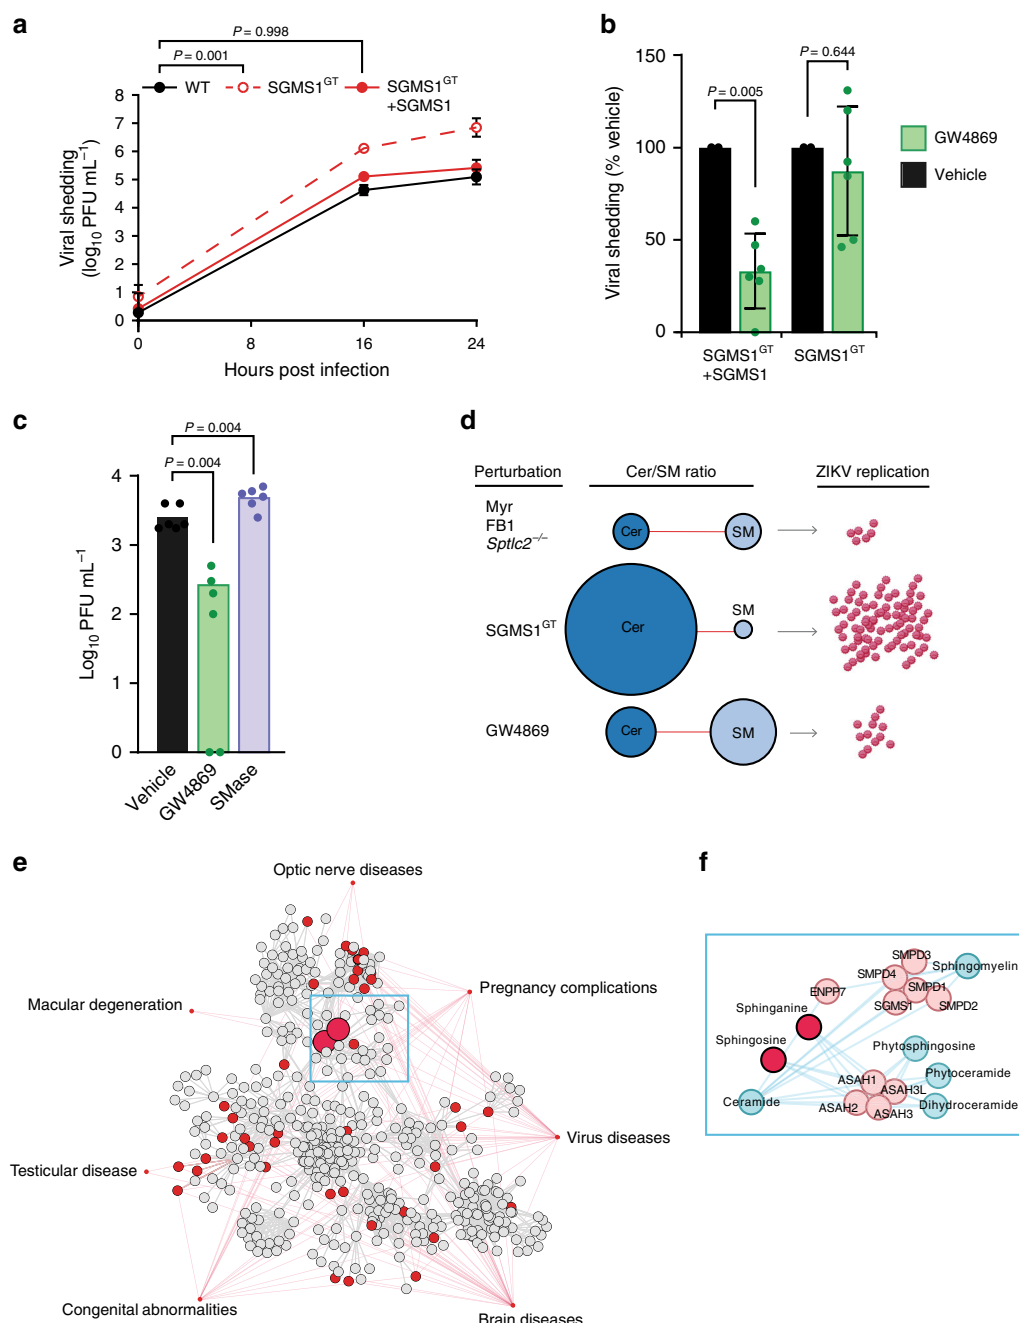 a
P = 0.998
P = 0.001
WT
SGMS1GT
SGMS1GT
+SGMS1
Viral shedding
(log10 PFU mL−1)
8
7
6
5
4
3
2
1
0
0
8
16
24
Hours post infection
b
Viral shedding (% vehicle)
150
100
50
0
P = 0.005
P = 0.644
GW4869
Vehicle
SGMS1GT
+SGMS1
SGMS1GT
c
P = 0.004
P = 0.004
Log10 PFU mL−1
4
3
2
1
0
Vehicle
GW4869
SMase
d
Perturbation
Cer/SM ratio
ZIKV replication
Myr
FB1
Sptlc2−/−
Cer
SM
SGMS1GT
Cer
SM
GW4869
Cer
SM
e
Optic nerve diseases
Macular degeneration
Pregnancy complications
Virus diseases
Testicular disease
Congenital abnormalities
Brain diseases
f
SMPD3
SMPD4
Sphingomyelin
ENPP7
SMPD1
SGMS1
SMPD2
Sphinganine
Sphingosine
Phytosphingosine
ASAH1
Phytoceramide
ASAH3L
Ceramide
ASAH2
ASAH3
Dihydroceramide